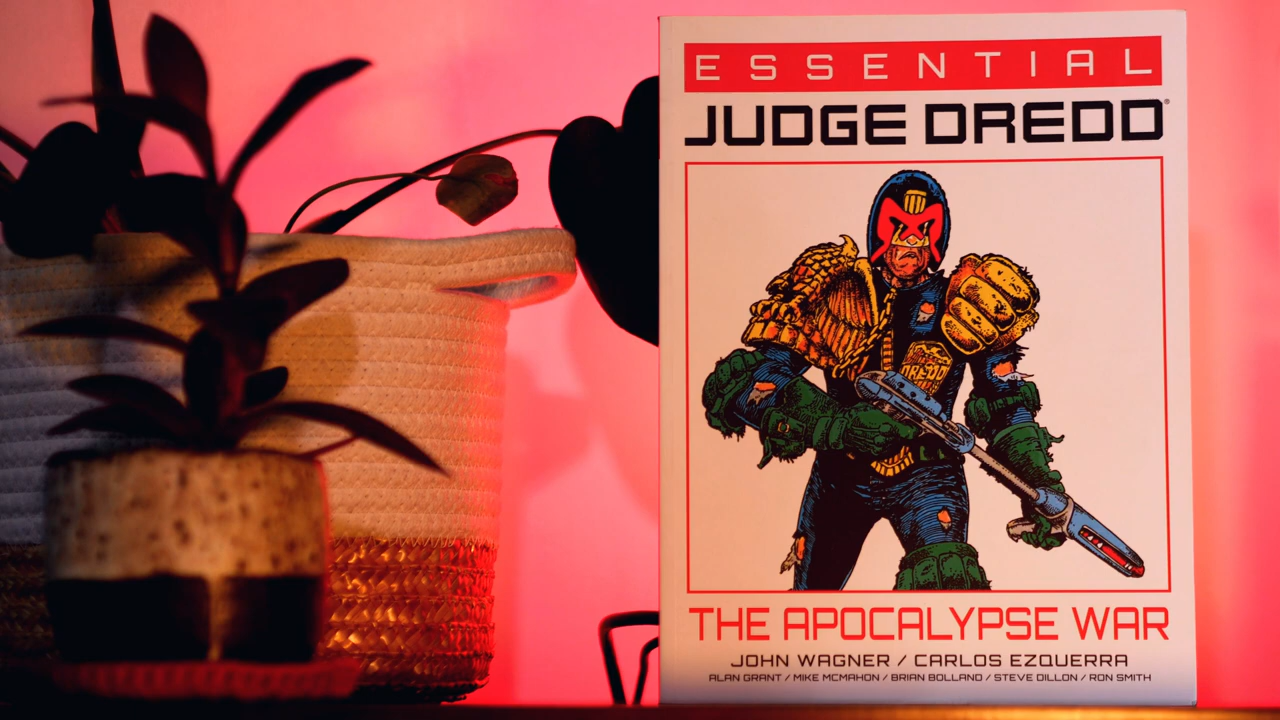 ESSENTIAL
JUDGE DREDD®
DREDD
THE APOCALYPSE WAR
JOHN WAGNER / CARLOS EZQUERRA
ALAN GRANT / MIKE MCMAHON / BRIAN BOLLAND / STEVE DILLON / RON SMITH